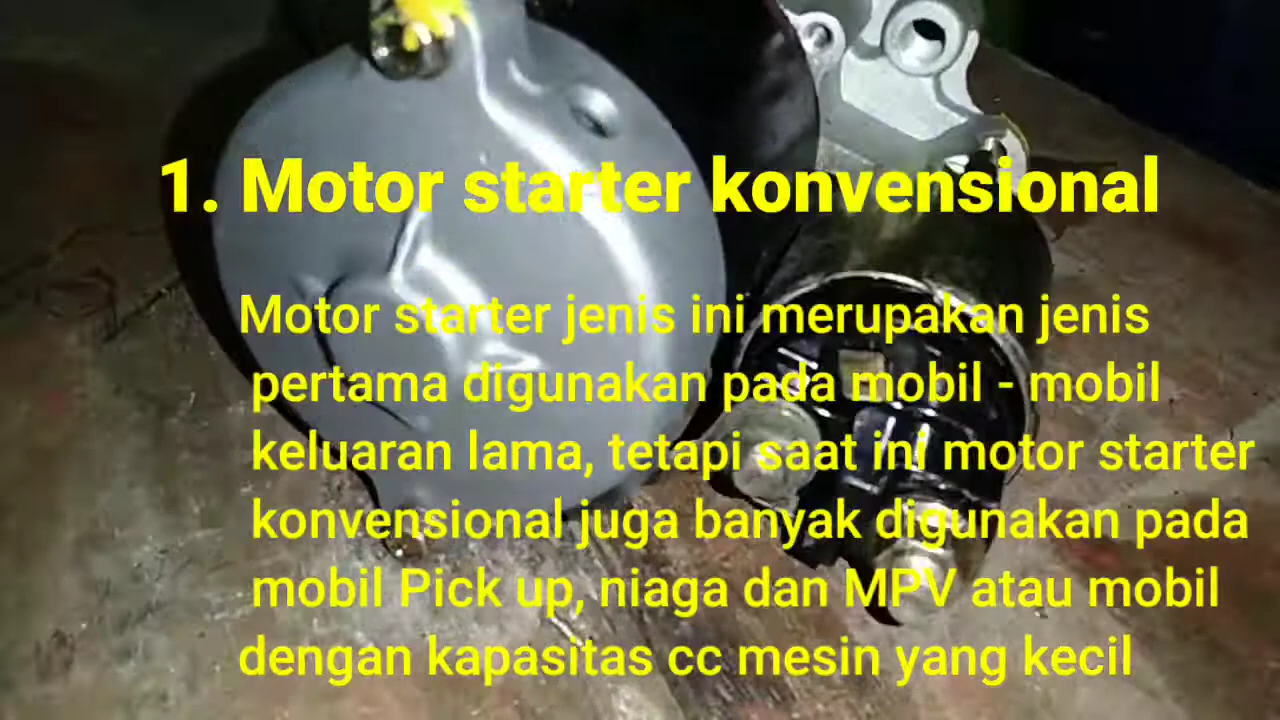 1. Motor starter konvensional
Motor starter jenis ini merupakan jenis
pertama digunakan pada mobil - mobil
keluaran lama, tetapi saat ini motor starter
konvensional juga banyak digunakan pada
mobil Pick up, niaga dan MPV atau mobil
dengan kapasitas cc mesin yang kecil